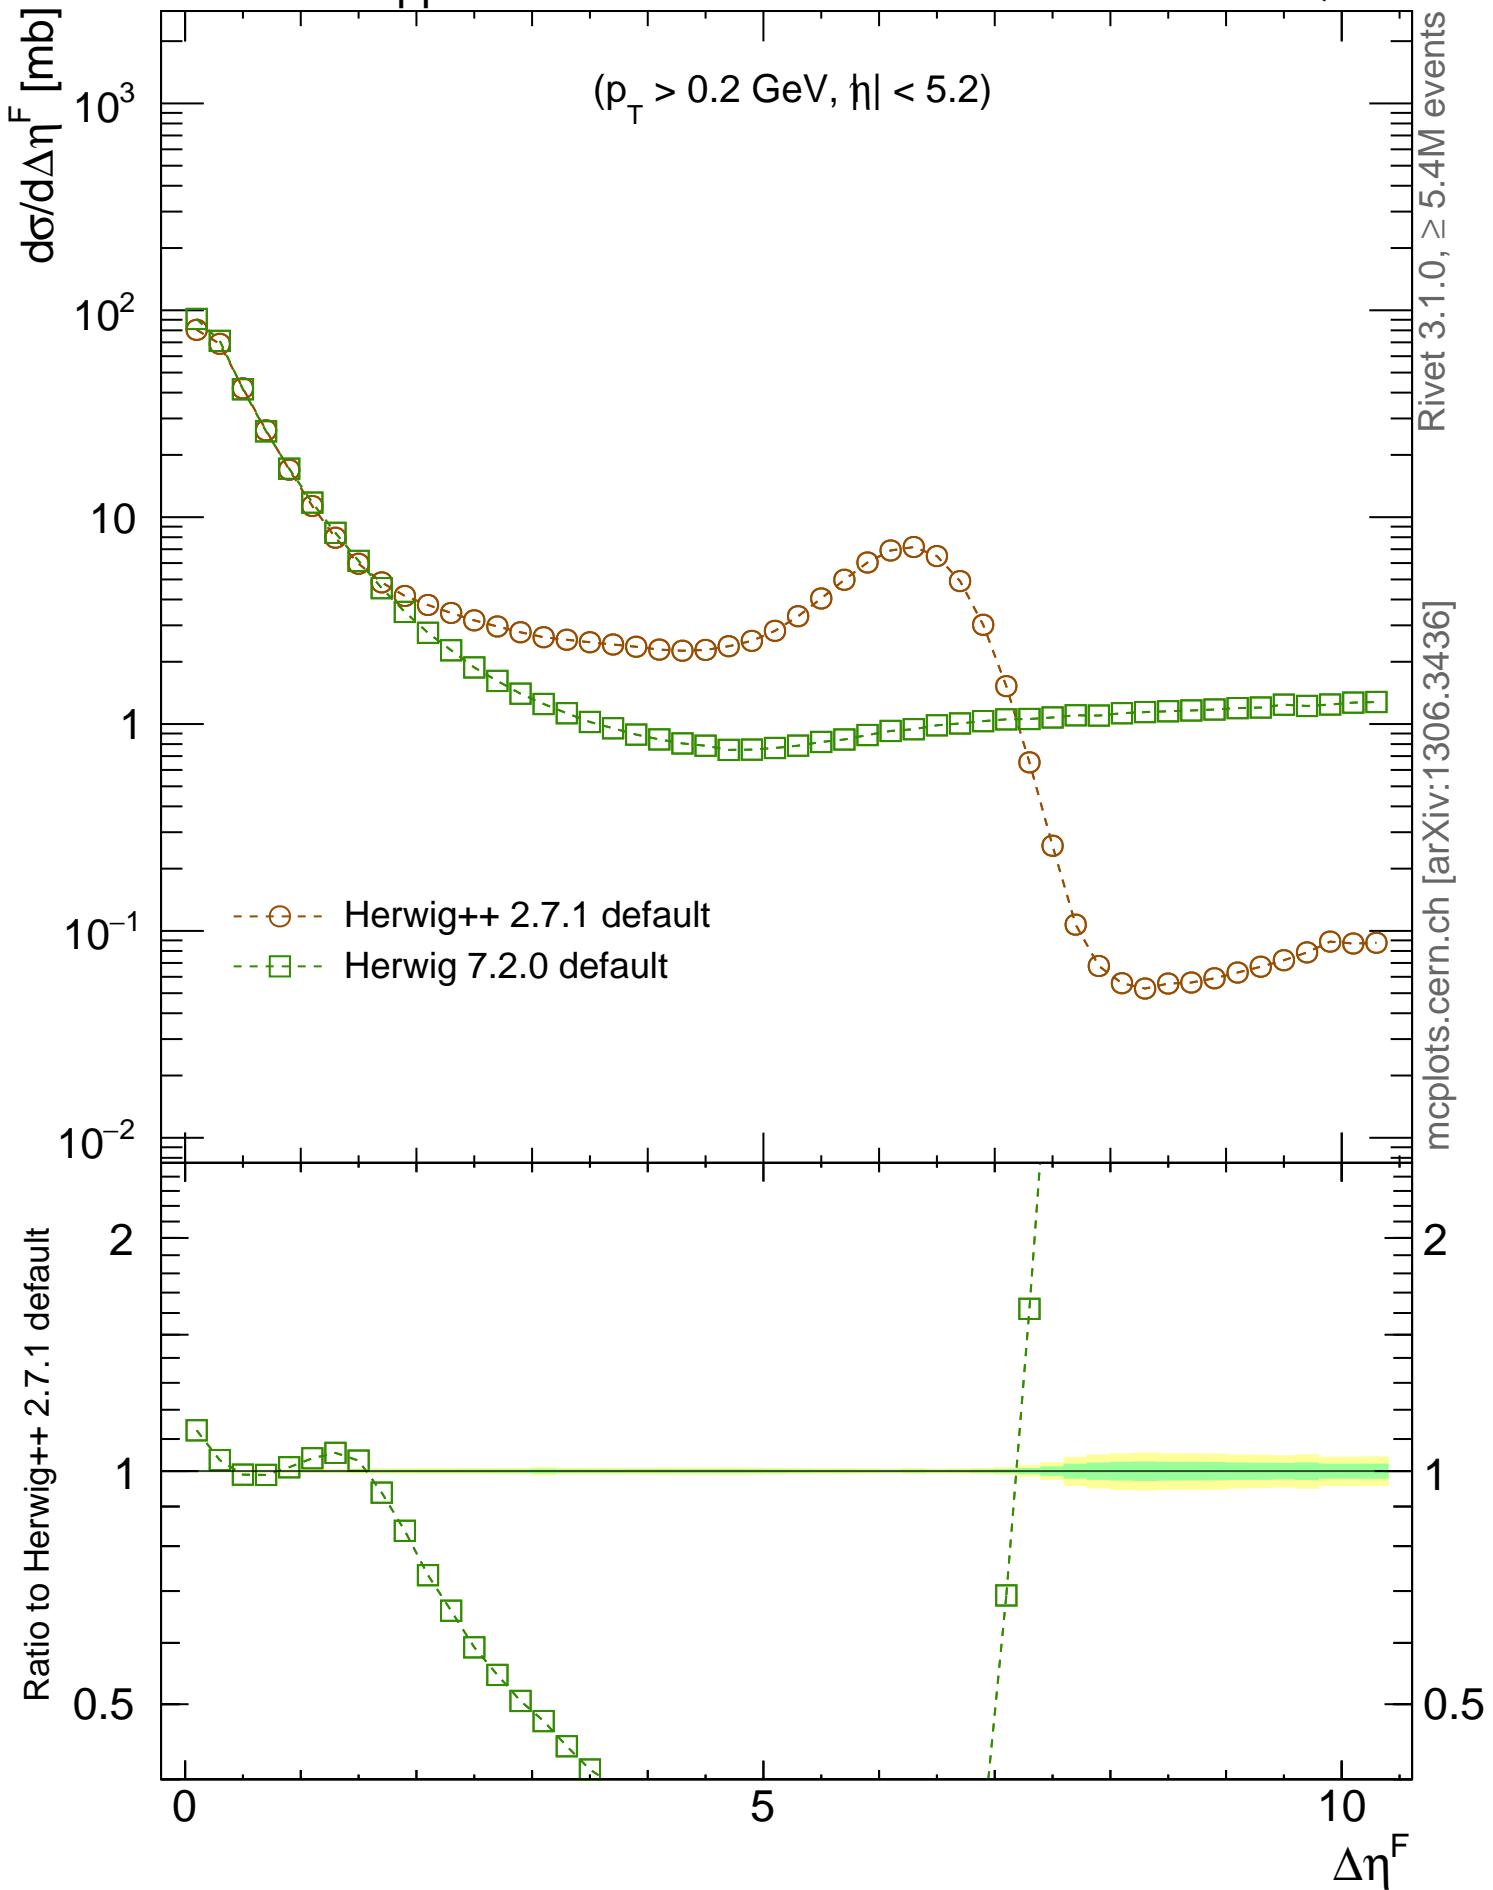 dσ/dΔη^F [mb]
(p_T > 0.2 GeV, |η| < 5.2)
10^3
10^2
10
1
10^−1
10^−2
Herwig++ 2.7.1 default
Herwig 7.2.0 default
Rivet 3.1.0, ≥ 5.4M events
mcplots.cern.ch [arXiv:1306.3436]
Ratio to Herwig++ 2.7.1 default
2
1
0.5
2
1
0.5
0
5
10
Δη^F